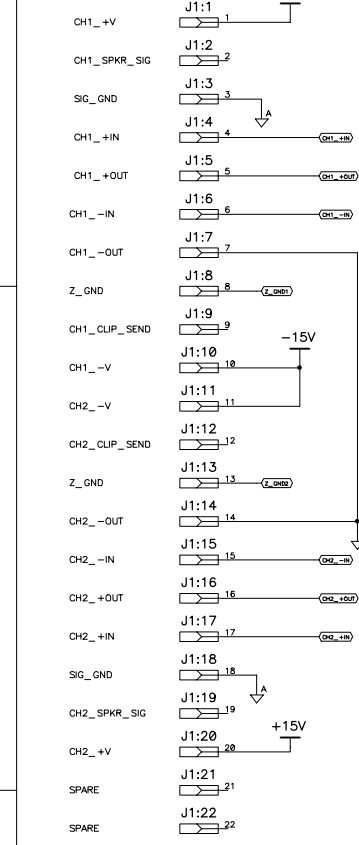 J1:1
CH1_+V 1
J1:2
CH1_SPKR_SIG 2
J1:3
SIG_GND 3
A
J1:4
CH1_+IN 4 CH1_+IN
J1:5
CH1_+OUT 5 CH1_+OUT
J1:6
CH1_-IN 6 CH1_-IN
J1:7
CH1_-OUT 7
J1:8
Z_GND 8 Z_GND1
J1:9
CH1_CLIP_SEND 9
-15V
J1:10
CH1_-V 10
J1:11
CH2_-V 11
J1:12
CH2_CLIP_SEND 12
J1:13
Z_GND 13 Z_GND2
J1:14
CH2_-OUT 14
J1:15
CH2_-IN 15 CH2_-IN
J1:16
CH2_+OUT 16 CH2_+OUT
J1:17
CH2_+IN 17 CH2_+IN
J1:18
SIG_GND 18
A
J1:19
CH2_SPKR_SIG 19
+15V
J1:20
CH2_+V 20
J1:21
SPARE 21
J1:22
SPARE 22